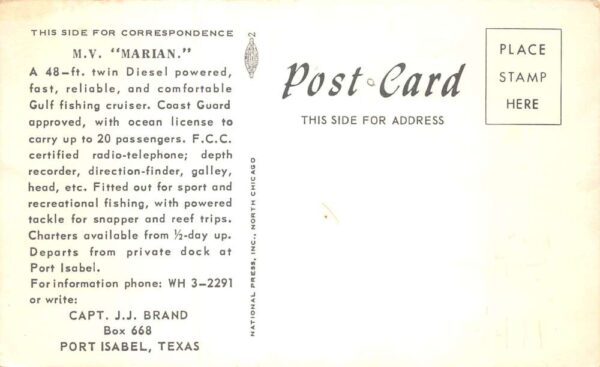 THIS SIDE FOR CORRESPONDENCE
M.V. "MARIAN."
A 48-ft. twin Diesel powered,
fast, reliable, and comfortable
Gulf fishing cruiser. Coast Guard
approved, with ocean license to
carry up to 20 passengers. F.C.C.
certified radio-telephone; depth
recorder, direction-finder, galley,
head, etc. Fitted out for sport and
recreational fishing, with powered
tackle for snapper and reef trips.
Charters available from ½-day up.
Departs from private dock at
Port Isabel.
For information phone: WH 3-2291
or write:
CAPT. J.J. BRAND
Box 668
PORT ISABEL, TEXAS
2
NATIONAL PRESS, INC., NORTH CHICAGO
Post Card
THIS SIDE FOR ADDRESS
PLACE
STAMP
HERE